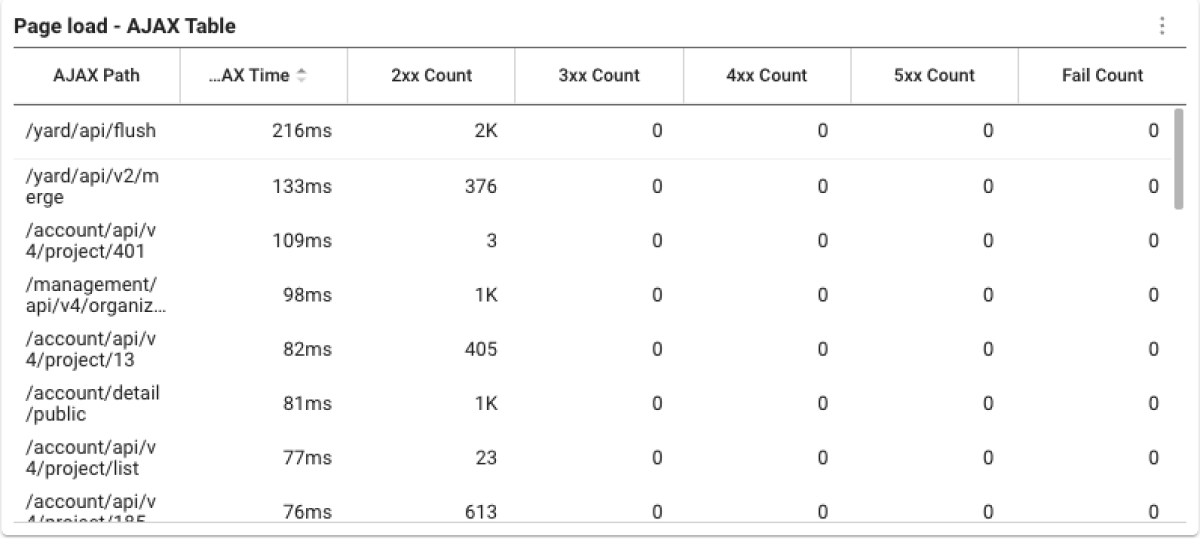 Page load - AJAX Table
AJAX Path ...AX Time 2xx Count 3xx Count 4xx Count 5xx Count Fail Count
/yard/api/flush 216ms 2K 0 0 0 0
/yard/api/v2/m
erge 133ms 376 0 0 0 0
/account/api/v
4/project/401 109ms 3 0 0 0 0
/management/
api/v4/organiz... 98ms 1K 0 0 0 0
/account/api/v
4/project/13 82ms 405 0 0 0 0
/account/detail
/public 81ms 1K 0 0 0 0
/account/api/v
4/project/list 77ms 23 0 0 0 0
/account/api/v
4/project/185 76ms 613 0 0 0 0